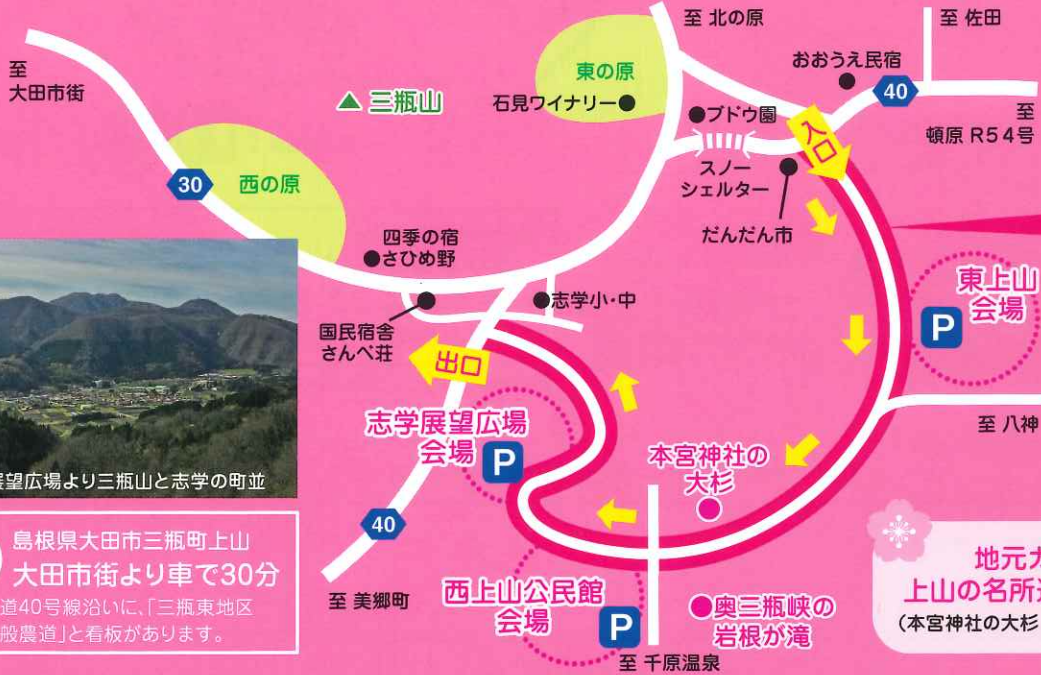 至 北の原
至 佐田
至
大田市街
おおうえ民宿
東の原
40
▲ 三瓶山
石見ワイナリー
ブドウ園
入口
至
頓原 R54号
スノー
シェルター
30
西の原
だんだん市
四季の宿
さひめ野
東上山
会場
P
志学小・中
国民宿舎
さんべ荘
出口
志学展望広場
会場
P
至 八神
本宮神社の
大杉
展望広場より三瓶山と志学の町並
40
島根県大田市三瓶町上山
大田市街より車で30分
道40号線沿いに、「三瓶東地区
般農道」と看板があります。
至 美郷町
西上山公民館
会場
P
奥三瓶峡の
岩根が滝
至 千原温泉
地元ガ
上山の名所
(本宮神社の大杉